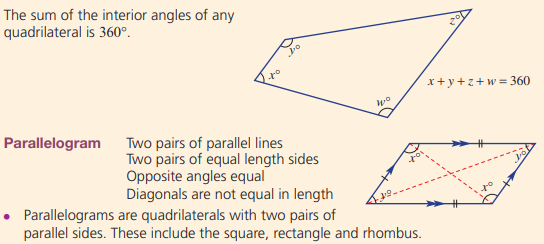 The sum of the interior angles of any
quadrilateral is 360°.
z°
y°
x°
x + y + z + w = 360
w°
Parallelogram
Two pairs of parallel lines
Two pairs of equal length sides
Opposite angles equal
Diagonals are not equal in length
x°
y°
y°
x°
• Parallelograms are quadrilaterals with two pairs of
parallel sides. These include the square, rectangle and rhombus.